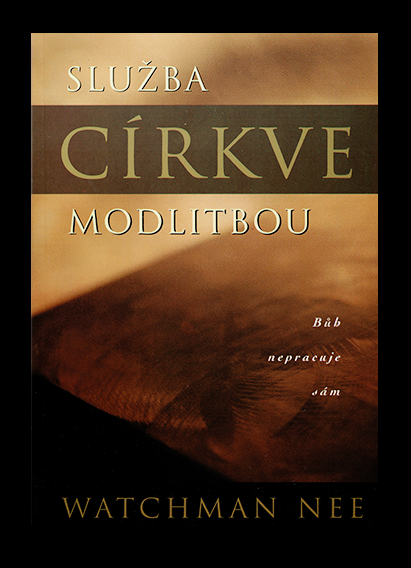 SLUŽBA
CÍRKVE
MODLITBOU
Bůh
nepracuje
sám
WATCHMAN NEE